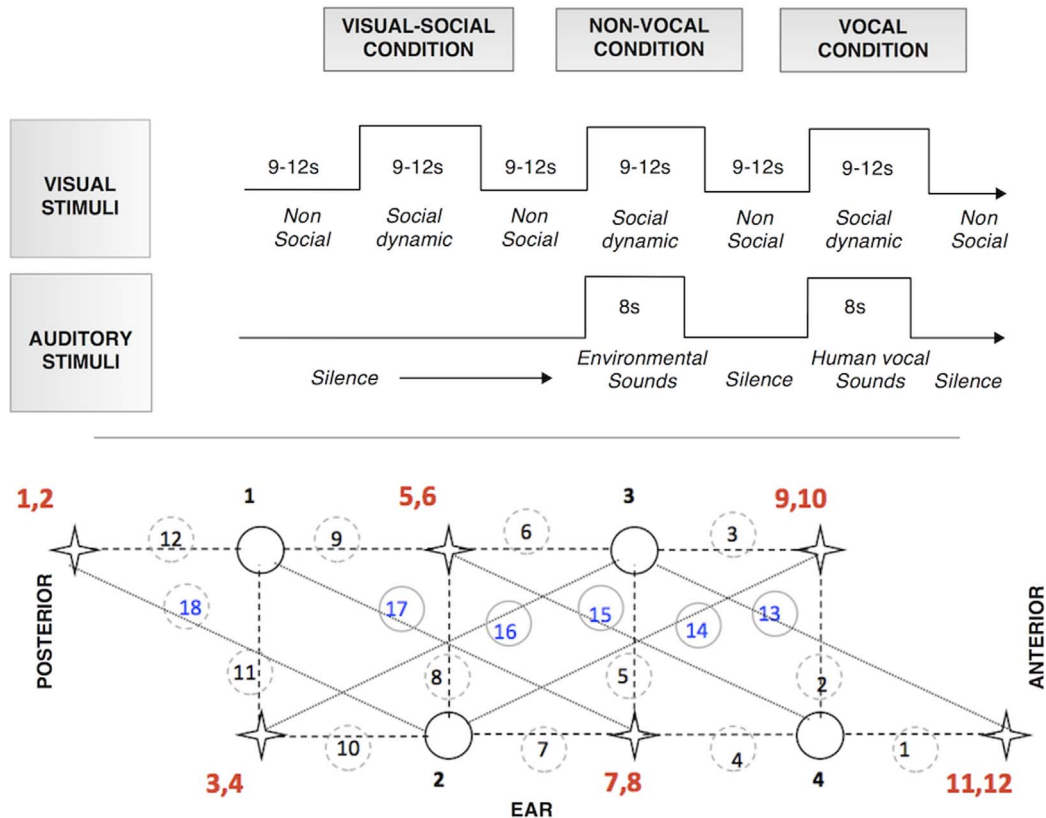 VISUAL-SOCIAL CONDITION
NON-VOCAL CONDITION
VOCAL CONDITION
VISUAL STIMULI
9-12s 9-12s 9-12s 9-12s 9-12s 9-12s
Non Social
Social dynamic
Non Social
Social dynamic
Non Social
Social dynamic
Non Social
AUDITORY STIMULI
8s 8s
Silence
Environmental Sounds
Silence
Human vocal Sounds
Silence
1,2 1 5,6 3 9,10
12 9 6 3
18 17 16 15 14 13
POSTERIOR
ANTERIOR
11 8 5 2
10 7 4 1
3,4 2 7,8 4 11,12
EAR